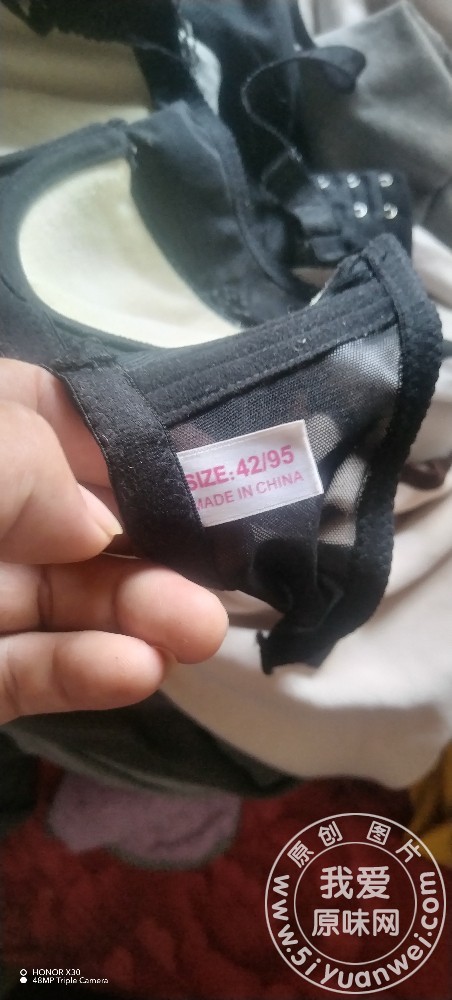 SIZE: 42/95
MADE IN CHINA
原创图片
我爱
原味网
www.5iyuanwei.com
HONOR X30
48MP Triple Camera